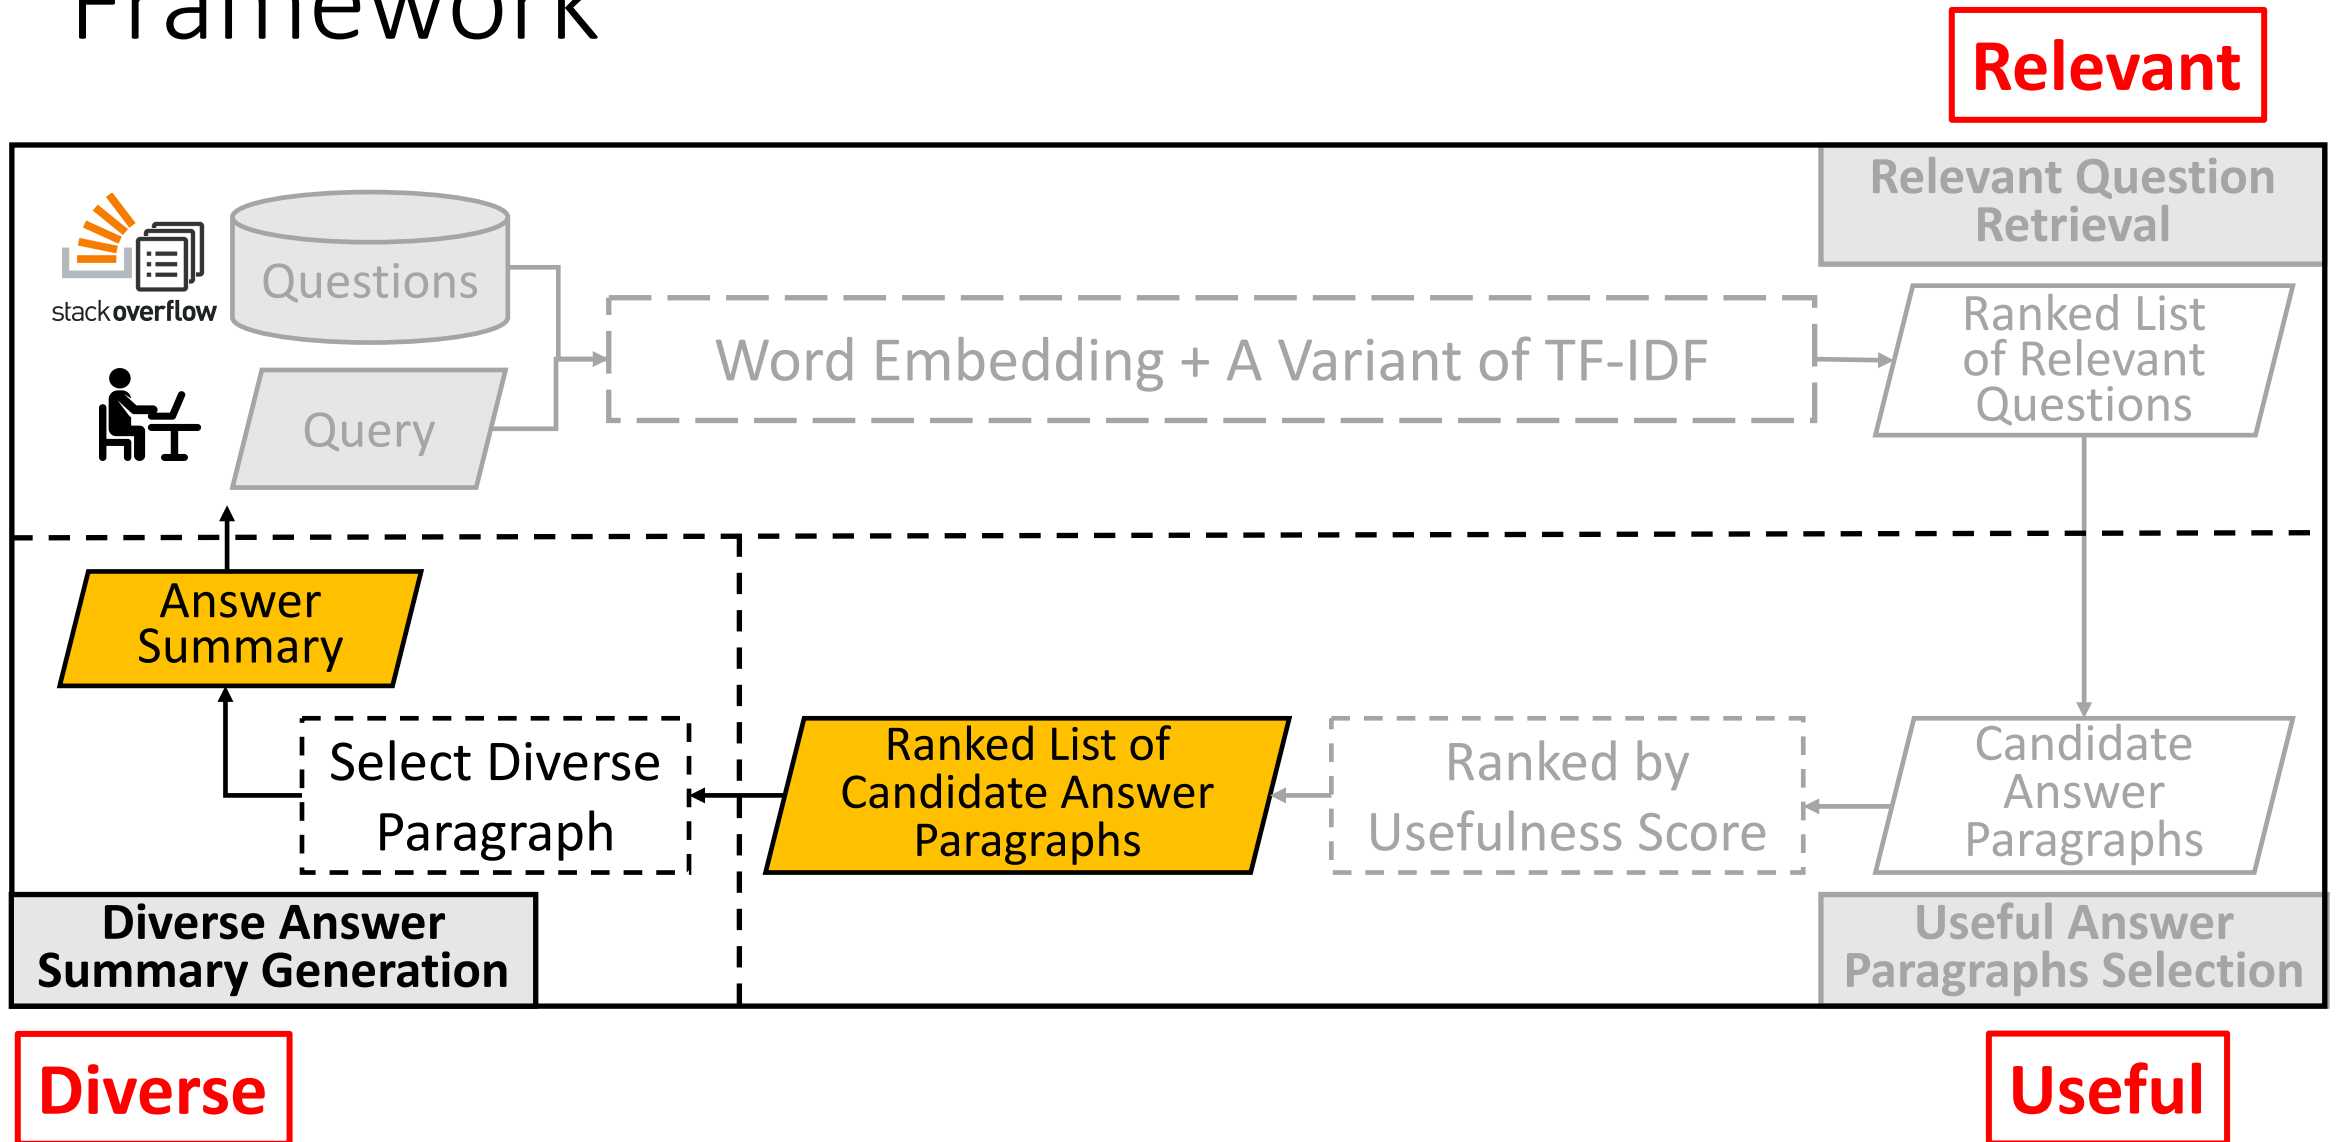 Framework
Relevant
Relevant Question
Retrieval
stackoverflow
Questions
Query
Word Embedding + A Variant of TF-IDF
Ranked List
of Relevant
Questions
Answer
Summary
Select Diverse
Paragraph
Ranked List of
Candidate Answer
Paragraphs
Ranked by
Usefulness Score
Candidate
Answer
Paragraphs
Diverse Answer
Summary Generation
Useful Answer
Paragraphs Selection
Diverse
Useful